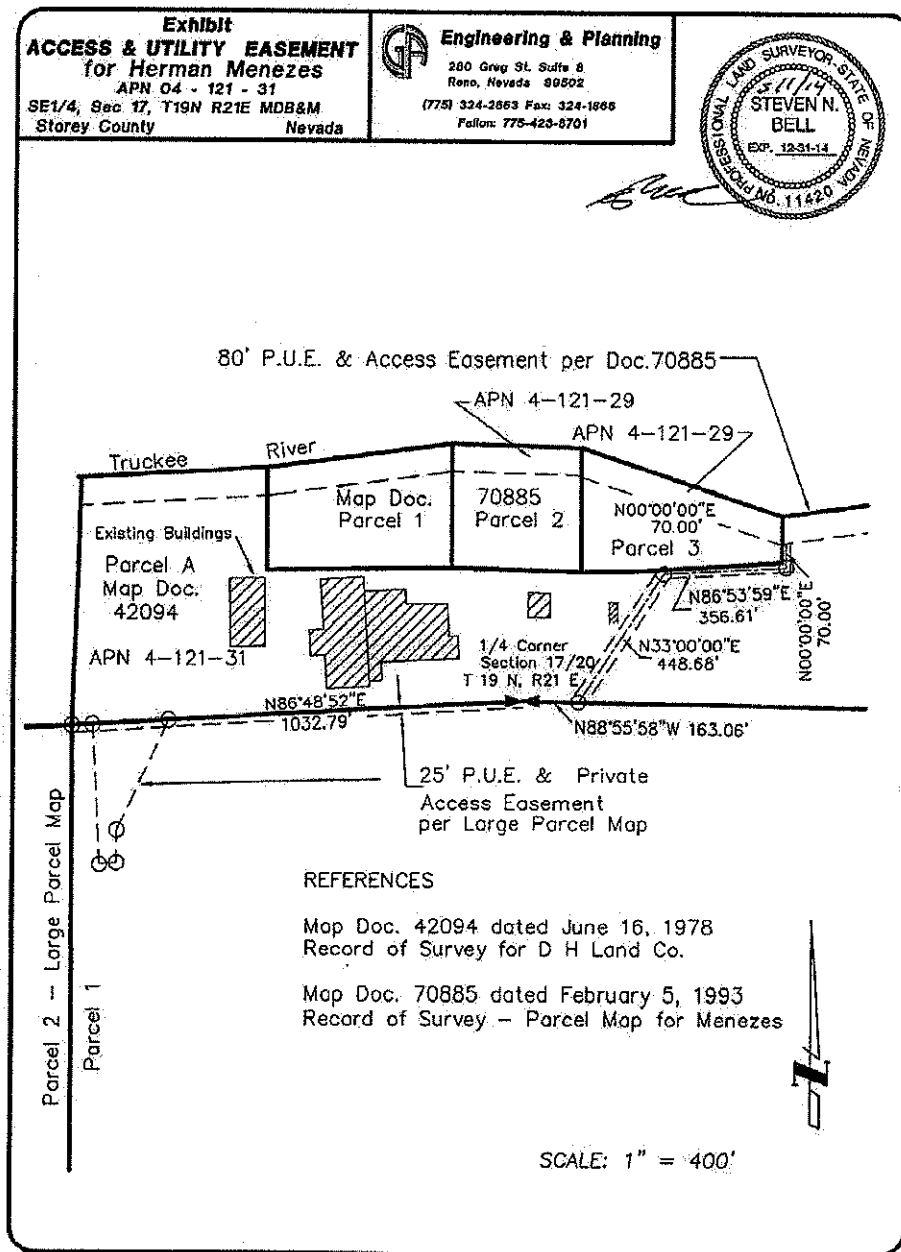 Exhibit
ACCESS & UTILITY EASEMENT
for Herman Menezes
APN 04 - 121 - 31
SE1/4, Sec 17, T19N R21E MDB&M
Storey County Nevada
Engineering & Planning
280 Greg St. Suite 8
Reno, Nevada 89502
(775) 324-2663 Fax: 324-1866
Fallon: 775-423-8701
PROFESSIONAL LAND SURVEYOR STATE OF NEVADA
5/11/14
STEVEN N.
BELL
EXP. 12-31-14
NO. 11420
80' P.U.E. & Access Easement per Doc.70885
APN 4-121-29
APN 4-121-29
Truckee River
Map Doc.
Parcel 1
70885
Parcel 2
N00°00'00"E
70.00'
Parcel 3
Existing Buildings
Parcel A
Map Doc.
42094
APN 4-121-31
N86°53'59"E
356.61'
N00°00'00"E
70.00'
N33°00'00"E
448.68'
1/4 Corner
Section 17/20
T 19 N, R21 E
N86°48'52"E
1032.79'
N88°55'58"W 163.06'
25' P.U.E. & Private
Access Easement
per Large Parcel Map
Parcel 2 -- Large Parcel Map
Parcel 1
REFERENCES
Map Doc. 42094 dated June 16, 1978
Record of Survey for D H Land Co.
Map Doc. 70885 dated February 5, 1993
Record of Survey – Parcel Map for Menezes
N
SCALE: 1" = 400'